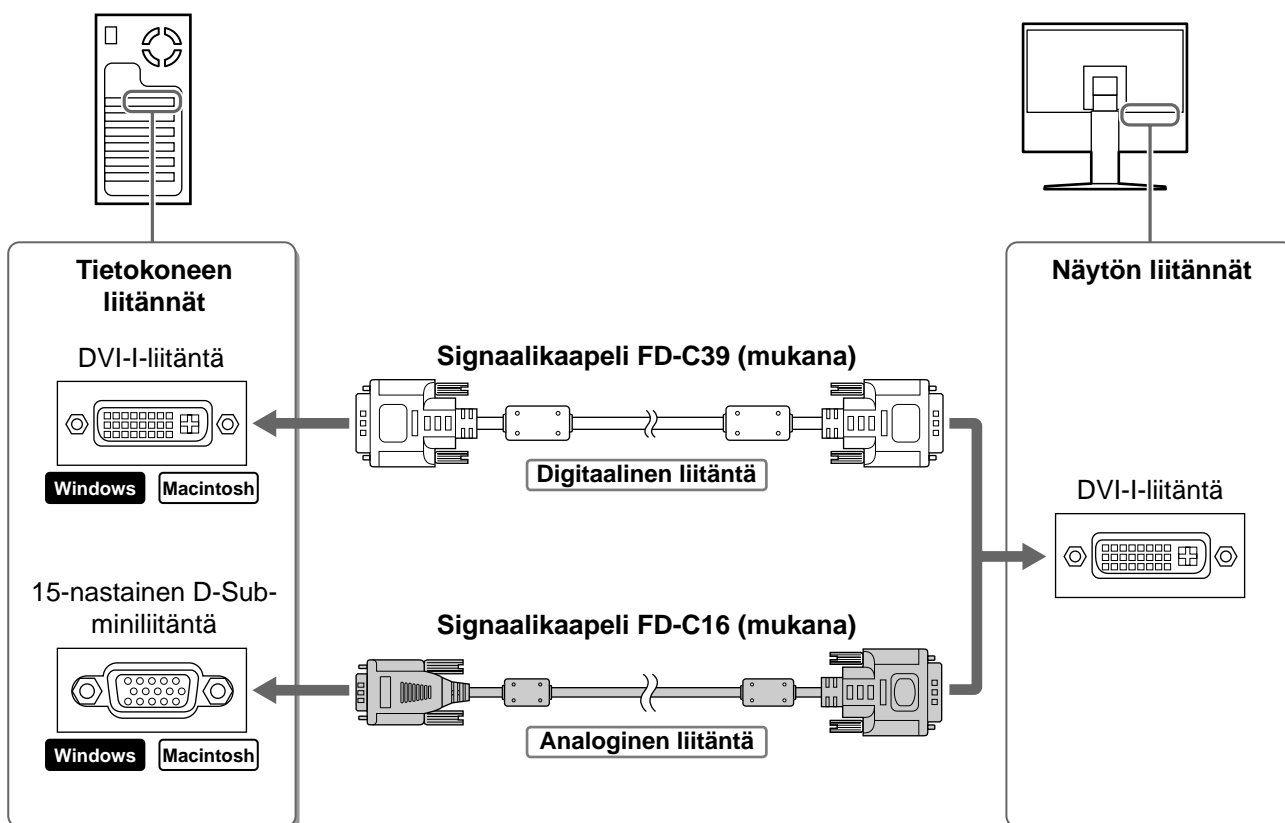 Tietokoneen
liitännät
DVI-I-liitäntä
Windows Macintosh
15-nastainen D-Sub-
miniliitäntä
Windows Macintosh
Signaalikaapeli FD-C39 (mukana)
Digitaalinen liitäntä
Signaalikaapeli FD-C16 (mukana)
Analoginen liitäntä
Näytön liitännät
DVI-I-liitäntä